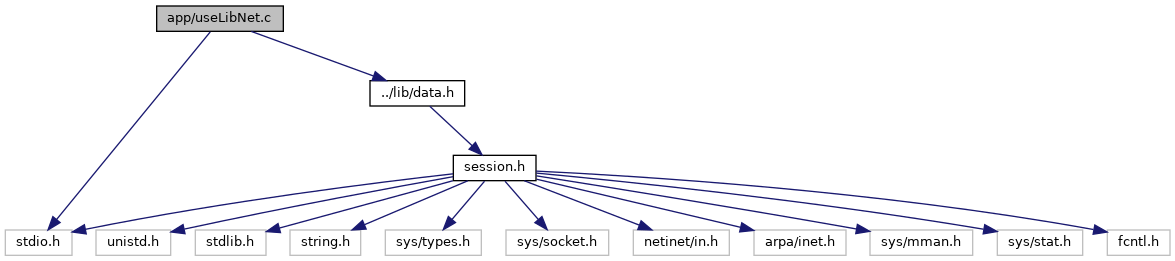 app/useLibNet.c
../lib/data.h
session.h
stdio.h
unistd.h
stdlib.h
string.h
sys/types.h
sys/socket.h
netinet/in.h
arpa/inet.h
sys/mman.h
sys/stat.h
fcntl.h